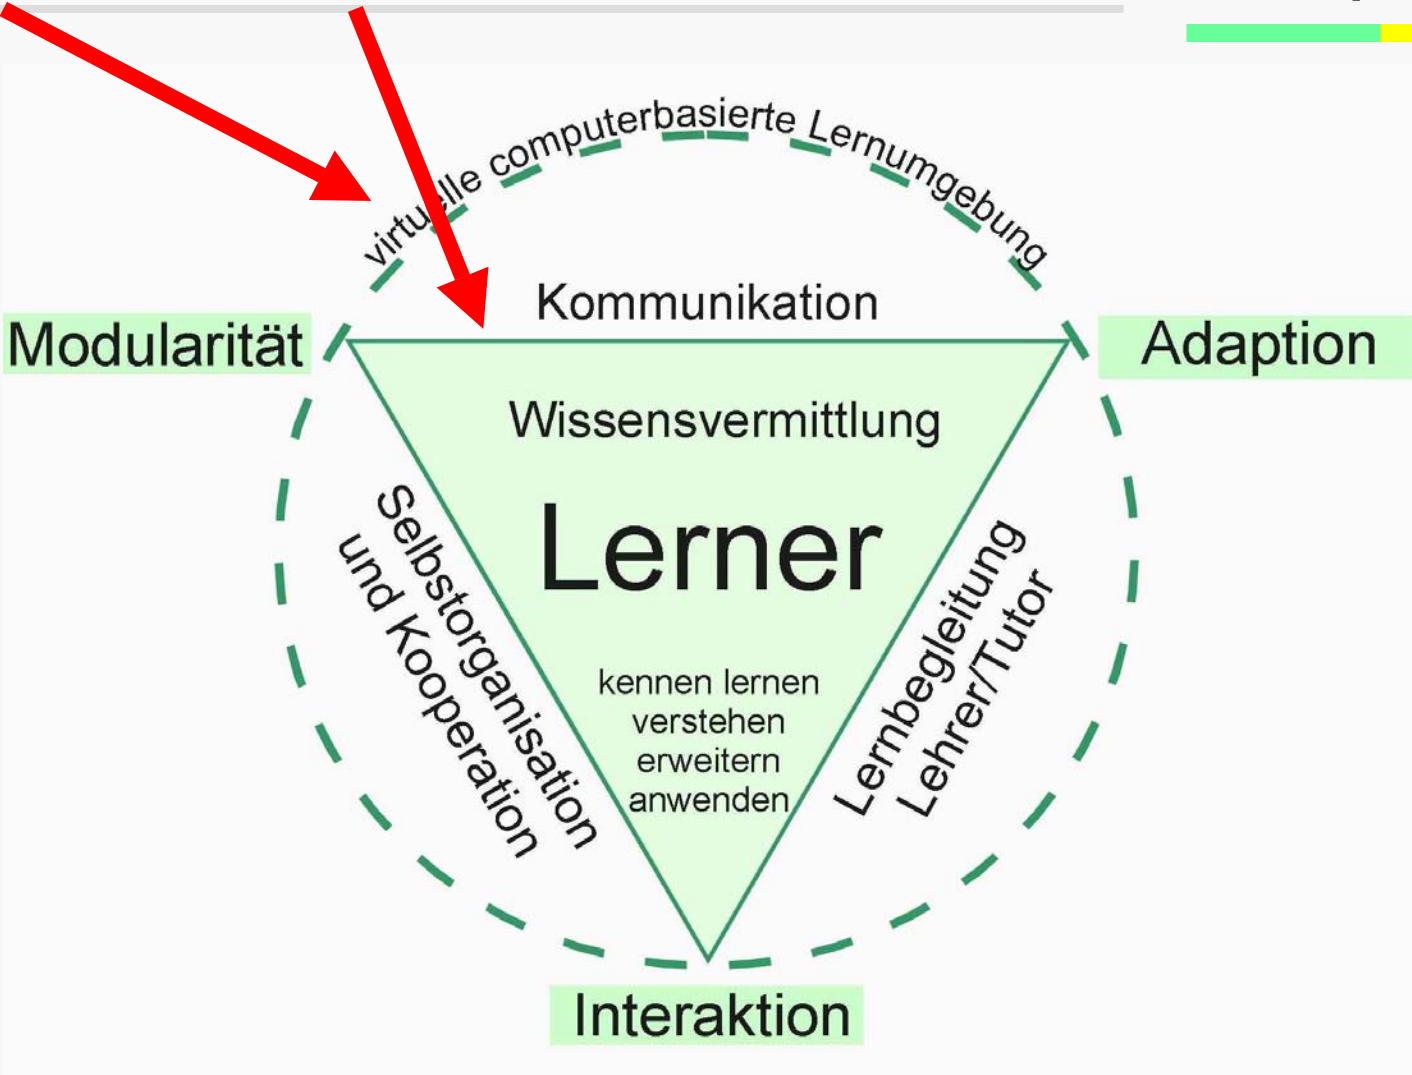 virtuelle computerbasierte Lernumgebung
Kommunikation
Modularität
Adaption
Wissensvermittlung
Lerner
Selbstorganisation
und Kooperation
Lernbegleitung
Lehrer/Tutor
kennen lernen
verstehen
erweitern
anwenden
Interaktion